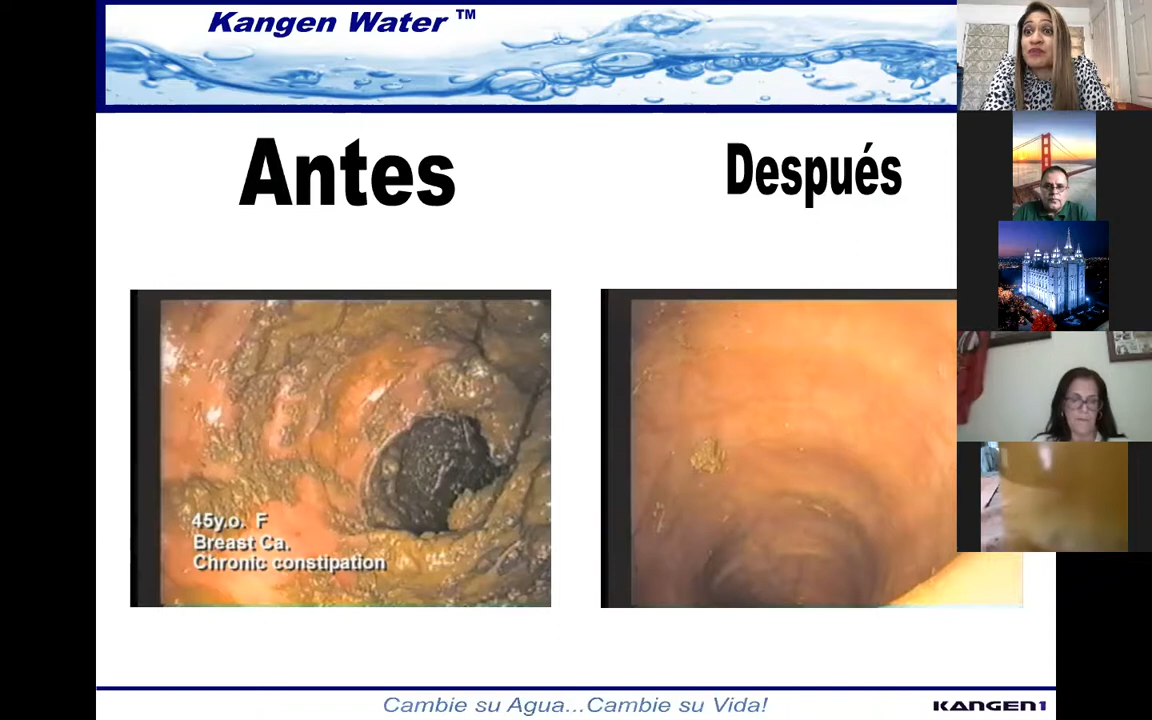 Kangen Water ™
Antes
Después
45y.o. F
Breast Ca.
Chronic constipation
Cambie su Agua...Cambie su Vida!
KANGEN1